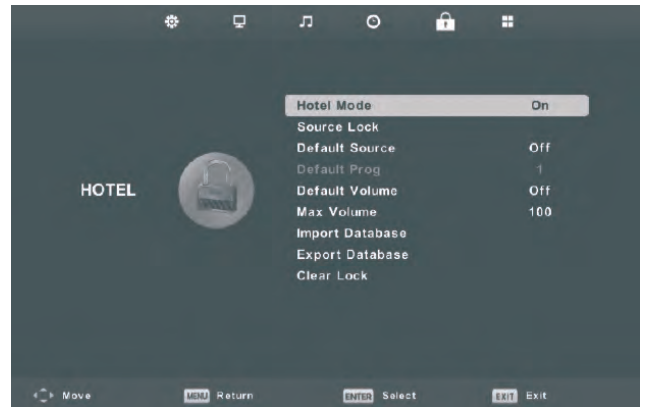 Hotel Mode On
Source Lock
Default Source Off
Default Prog 1
HOTEL
Default Volume Off
Max Volume 100
Import Database
Export Database
Clear Lock
Move MENU Return ENTER Select EXIT Exit